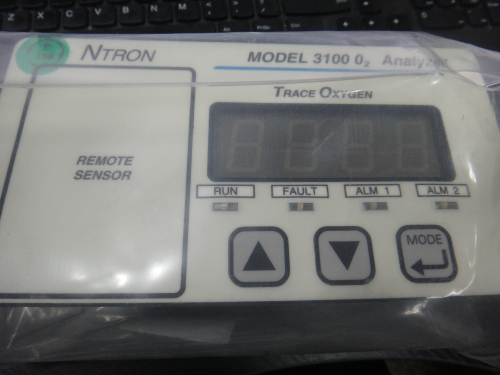 NTRON
MODEL 3100 O₂ Analyzer
TRACE OXYGEN
REMOTE
SENSOR
RUN
FAULT
ALM 1
ALM 2
MODE